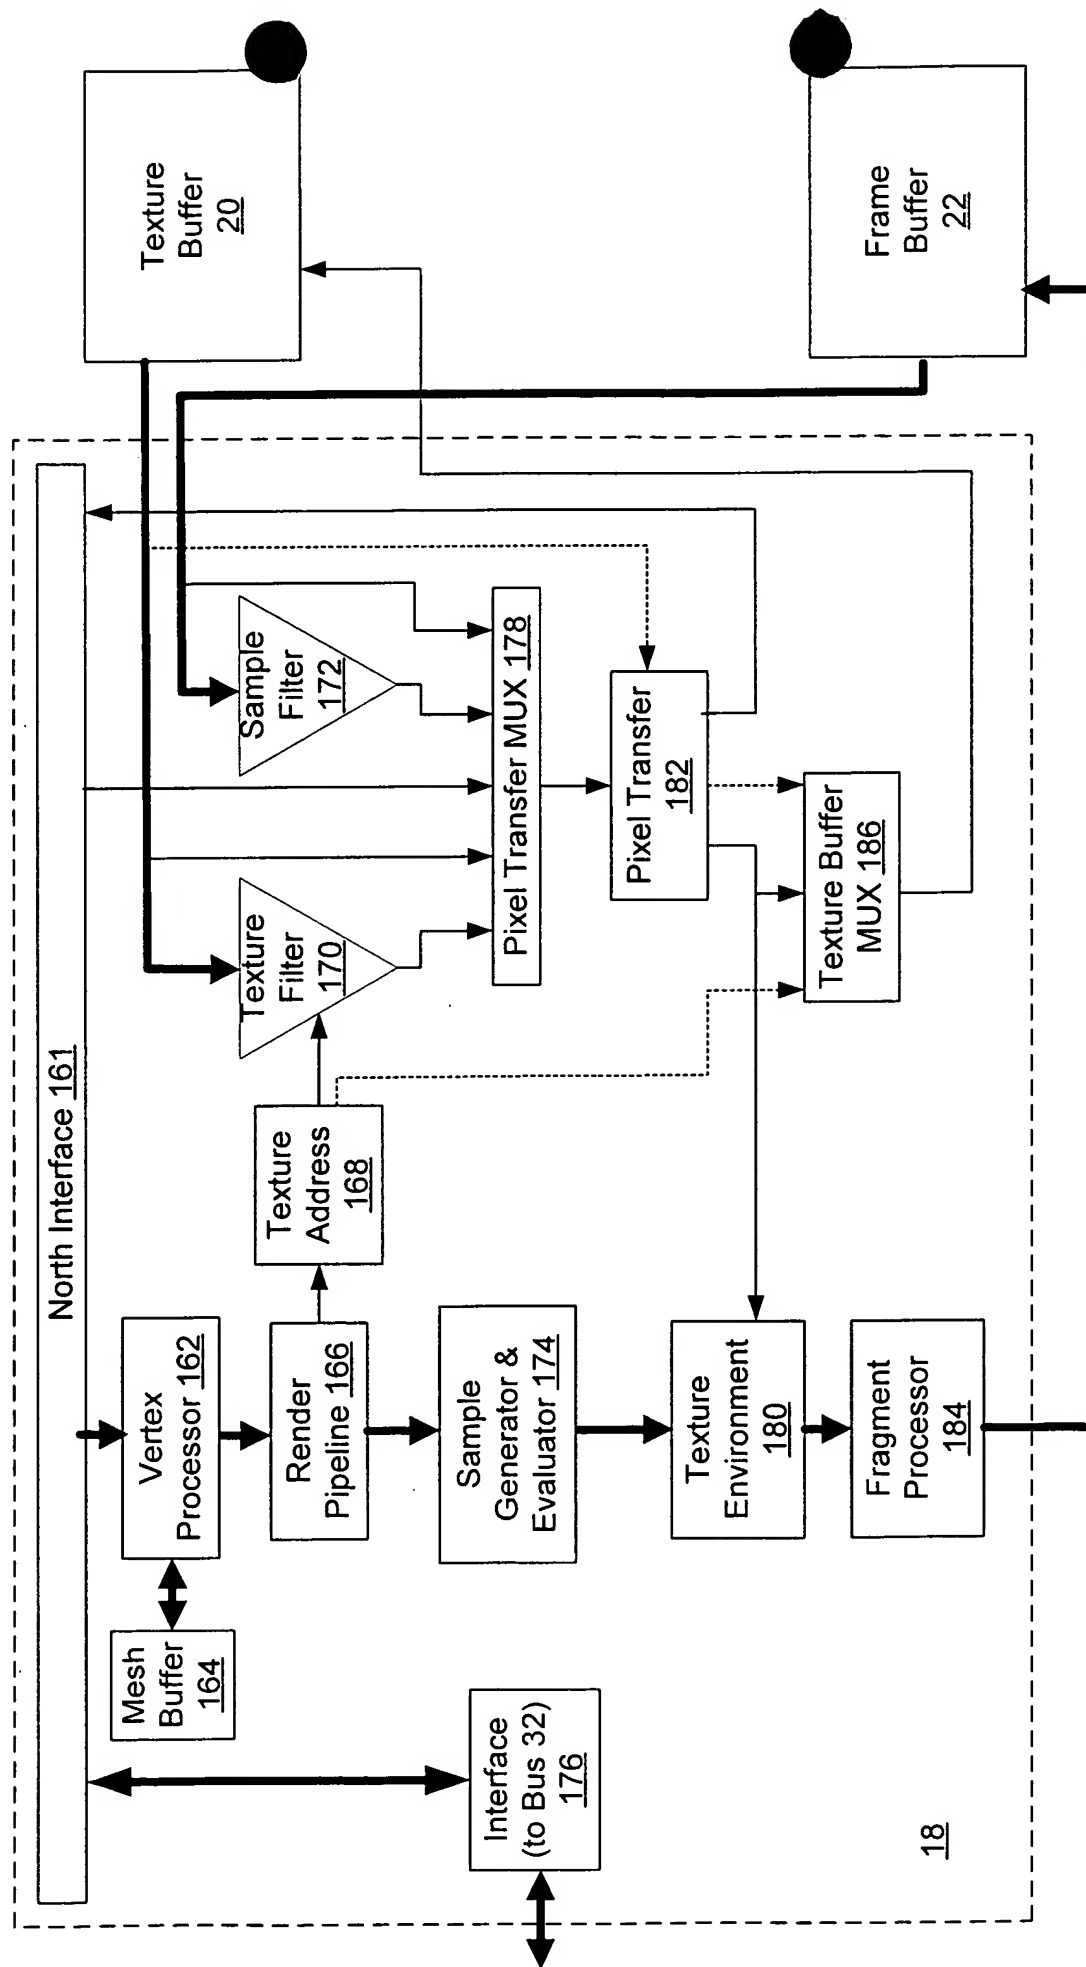 North Interface 161
Vertex
Processor 162
Mesh
Buffer
164
Render
Pipeline 166
Texture
Address
168
Texture
Filter
170
Sample
Filter
172
Texture
Buffer
20
Sample
Generator &
Evaluator 174
Interface
(to Bus 32)
176
Pixel Transfer MUX 178
Pixel Transfer
182
Texture
Environment
180
Texture Buffer
MUX 186
Fragment
Processor
184
Frame
Buffer
22
18